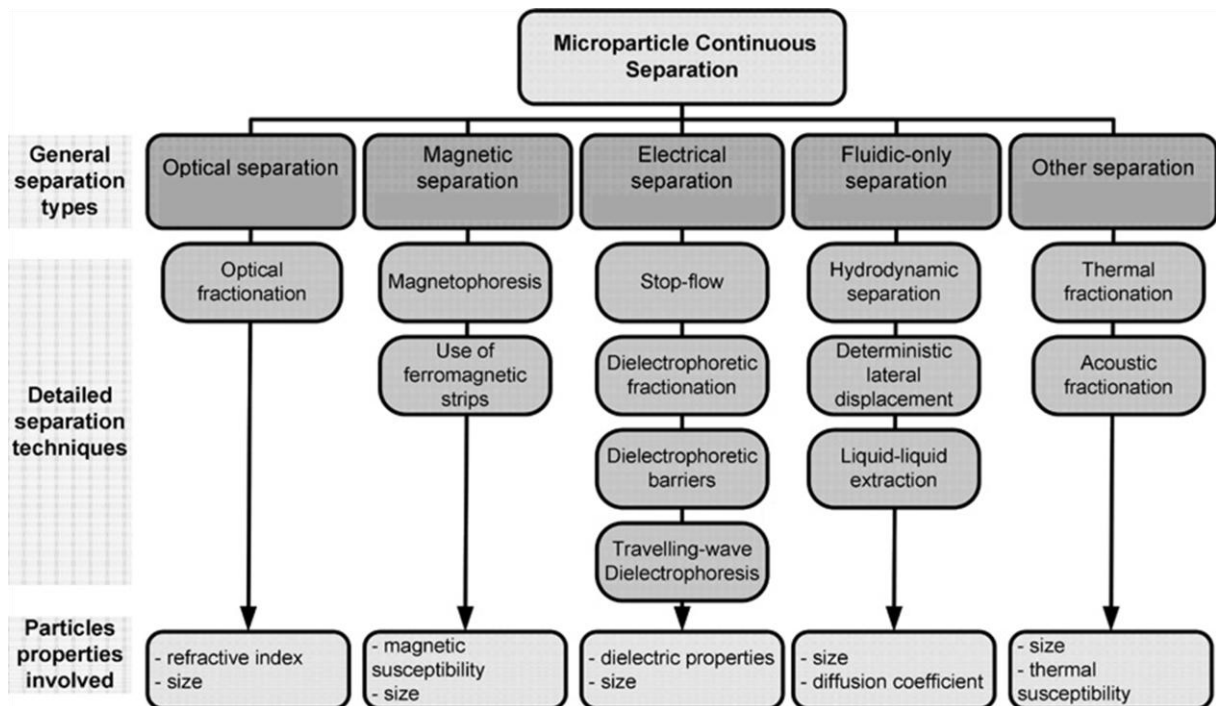 Microparticle Continuous
Separation
General
separation
types
Optical separation
Magnetic
separation
Electrical
separation
Fluidic-only
separation
Other separation
Detailed
separation
techniques
Optical
fractionation
Magnetophoresis
Use of
ferromagnetic
strips
Stop-flow
Dielectrophoretic
fractionation
Dielectrophoretic
barriers
Travelling-wave
Dielectrophoresis
Hydrodynamic
separation
Deterministic
lateral
displacement
Liquid-liquid
extraction
Thermal
fractionation
Acoustic
fractionation
Particles
properties
involved
- refractive index
- size
- magnetic
susceptibility
- size
- dielectric properties
- size
- size
- diffusion coefficient
- size
- thermal
susceptibility